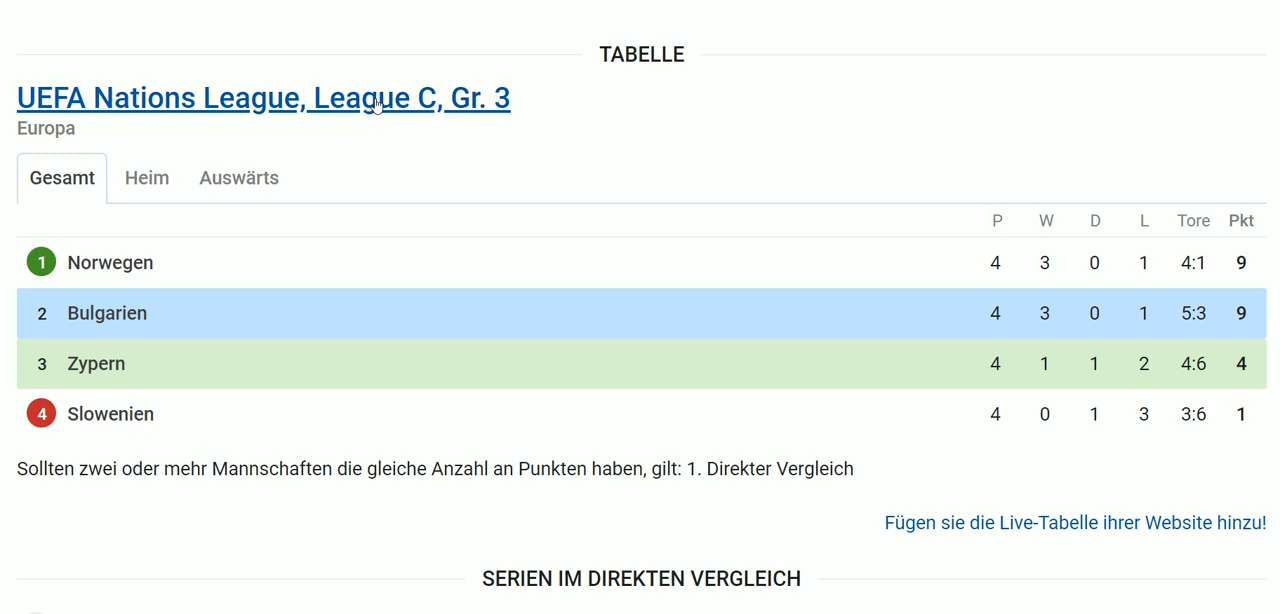 TABELLE
UEFA Nations League, League C, Gr. 3
Europa
Gesamt Heim Auswärts
P W D L Tore Pkt
1 Norwegen 4 3 0 1 4:1 9
2 Bulgarien 4 3 0 1 5:3 9
3 Zypern 4 1 1 2 4:6 4
4 Slowenien 4 0 1 3 3:6 1
Sollten zwei oder mehr Mannschaften die gleiche Anzahl an Punkten haben, gilt: 1. Direkter Vergleich
Fügen sie die Live-Tabelle ihrer Website hinzu!
SERIEN IM DIREKTEN VERGLEICH